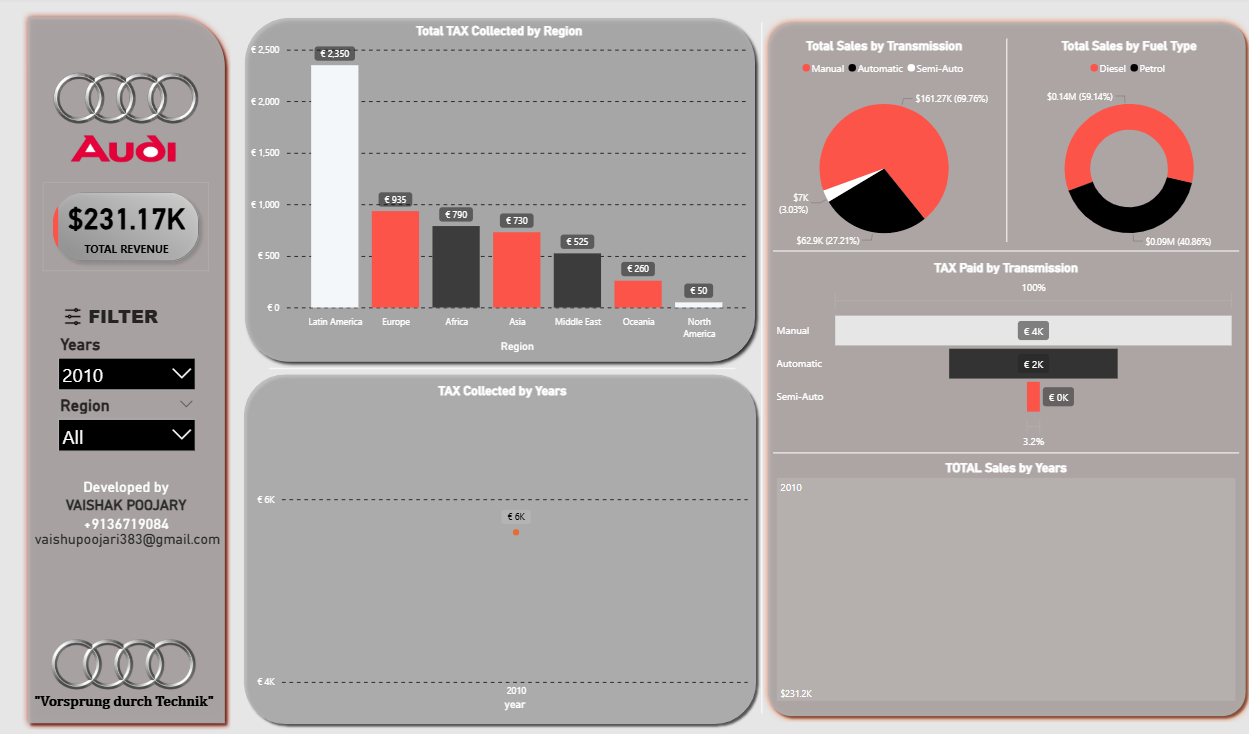 Audi
$231.17K
TOTAL REVENUE
FILTER
Years
2010
Region
All
Developed by
VAISHAK POOJARY
+9136719084
vaishupoojari383@gmail.com
"Vorsprung durch Technik"
Total TAX Collected by Region
€ 2,500
€ 2,000
€ 1,500
€ 1,000
€ 500
€ 0
€ 2,350
€ 935
€ 790
€ 730
€ 525
€ 260
€ 50
Latin America
Europe
Africa
Asia
Middle East
Oceania
North
America
Region
TAX Collected by Years
€ 6K
€ 6K
€ 4K
2010
year
Total Sales by Transmission
Manual Automatic Semi-Auto
$161.27K (69.76%)
$7K
(3.03%)
$62.9K (27.21%)
Total Sales by Fuel Type
Diesel Petrol
$0.14M (59.14%)
$0.09M (40.86%)
TAX Paid by Transmission
100%
Manual
€ 4K
Automatic
€ 2K
Semi-Auto
€ 0K
3.2%
TOTAL Sales by Years
2010
$231.2K